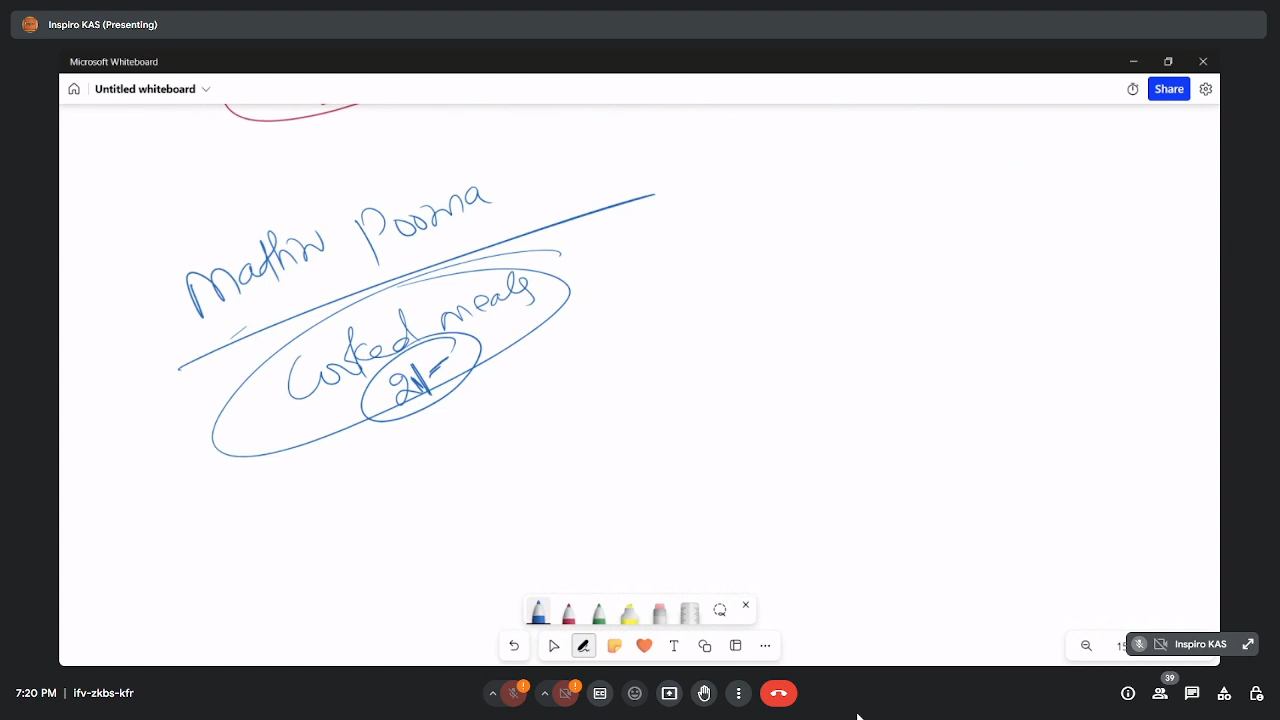 Inspiro KAS (Presenting)
Microsoft Whiteboard
Untitled whiteboard
Share
Mathru Poorna
Cooked meals
Inspiro KAS
7:20 PM | ifv-zkbs-kfr
39